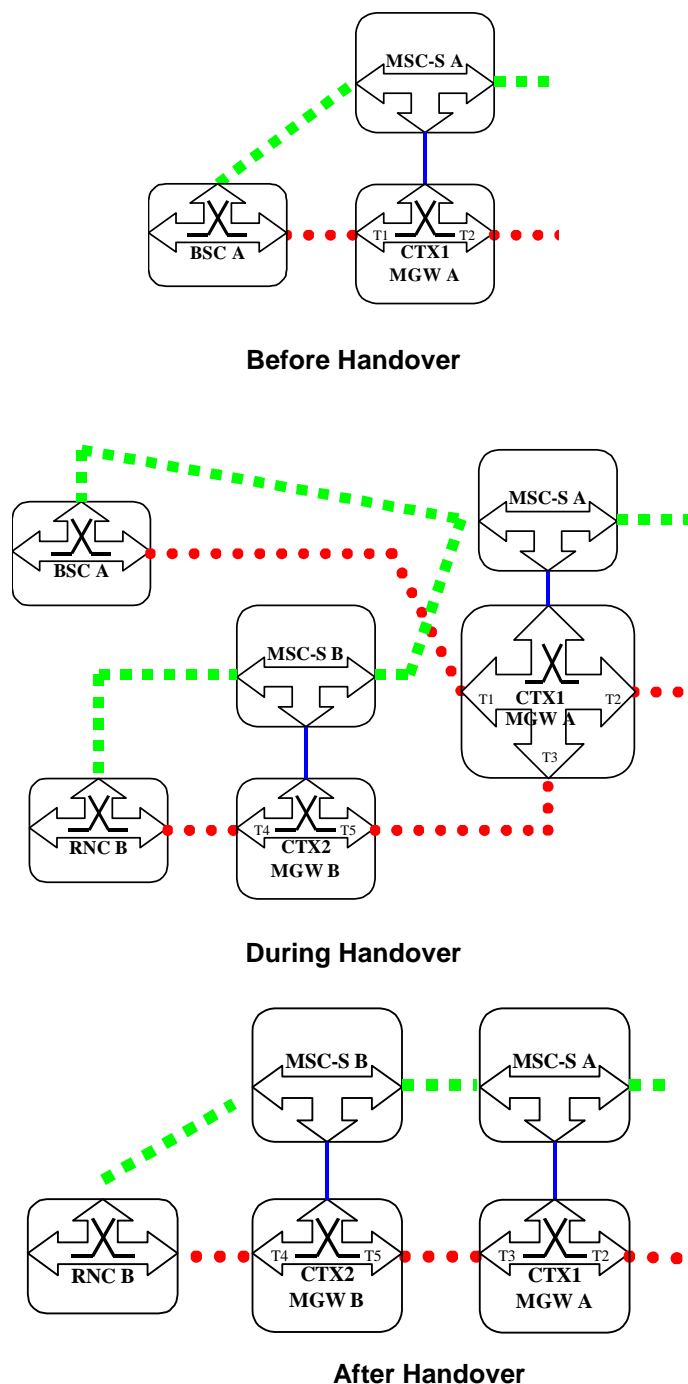 MSC-S A
BSC A
T1
CTX1
T2
MGW A
Before Handover
MSC-S A
BSC A
MSC-S B
T1
CTX1
T2
MGW A
T3
RNC B
T4
CTX2
T5
MGW B
During Handover
MSC-S B
MSC-S A
RNC B
T4
CTX2
T5
MGW B
T3
CTX1
T2
MGW A
After Handover